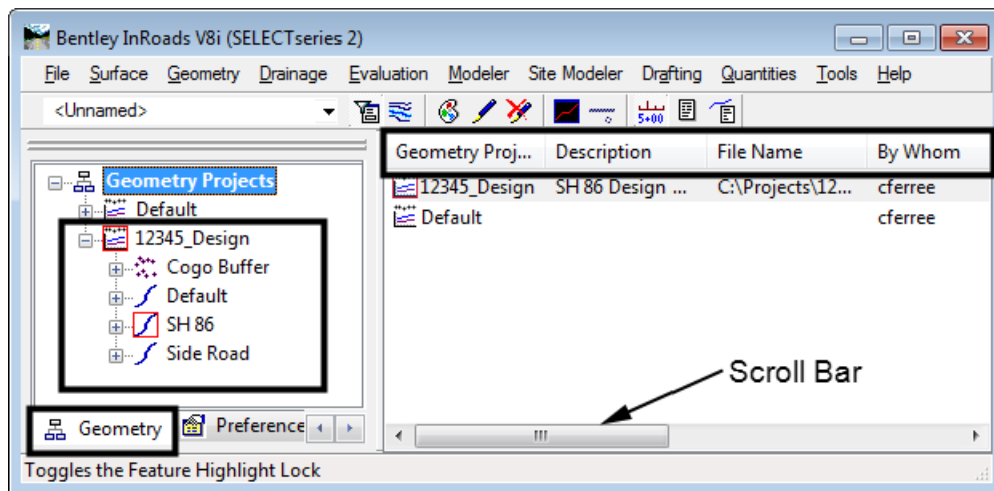 Bentley InRoads V8i (SELECTseries 2)
File Surface Geometry Drainage Evaluation Modeler Site Modeler Drafting Quantities Tools Help
<Unnamed>
5+00
Geometry Proj... Description File Name By Whom
Geometry Projects
12345_Design SH 86 Design ... C:\Projects\12... cferree
Default
Default cferree
12345_Design
Cogo Buffer
Default
SH 86
Side Road
Scroll Bar
Geometry Preference
Toggles the Feature Highlight Lock